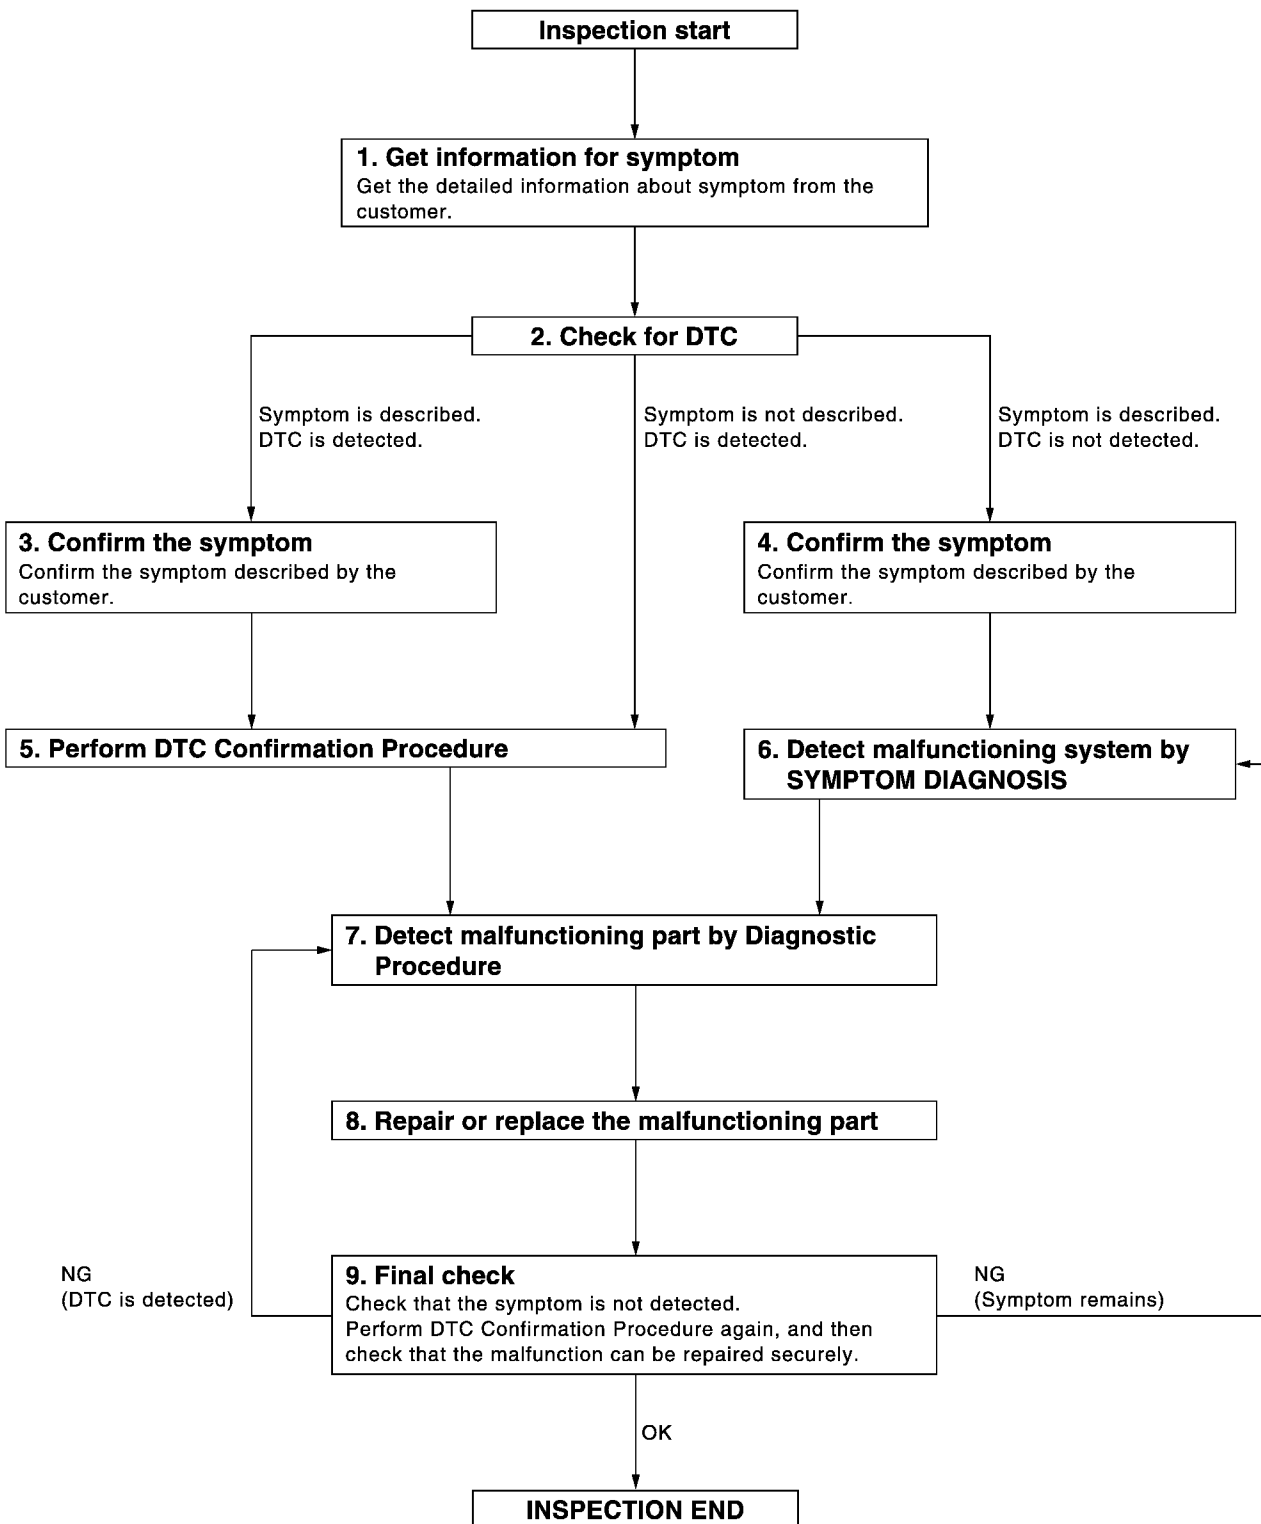 Inspection start
1. Get information for symptom
Get the detailed information about symptom from the
customer.
2. Check for DTC
Symptom is described.
DTC is detected.
Symptom is not described.
DTC is detected.
Symptom is described.
DTC is not detected.
3. Confirm the symptom
Confirm the symptom described by the
customer.
4. Confirm the symptom
Confirm the symptom described by the
customer.
5. Perform DTC Confirmation Procedure
6. Detect malfunctioning system by
SYMPTOM DIAGNOSIS
7. Detect malfunctioning part by Diagnostic
Procedure
8. Repair or replace the malfunctioning part
NG
(DTC is detected)
9. Final check
Check that the symptom is not detected.
Perform DTC Confirmation Procedure again, and then
check that the malfunction can be repaired securely.
NG
(Symptom remains)
OK
INSPECTION END